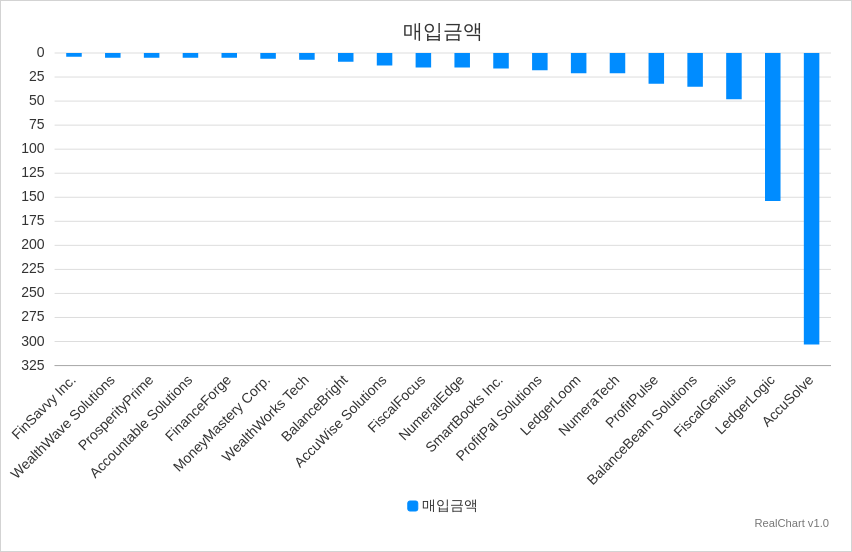 매입금액
0
25
50
75
100
125
150
175
200
225
250
275
300
325
FinSavvy Inc.
WealthWave Solutions
ProsperityPrime
Accountable Solutions
FinanceForge
MoneyMastery Corp.
WealthWorks Tech
BalanceBright
AccuWise Solutions
FiscalFocus
NumeralEdge
SmartBooks Inc.
ProfitPal Solutions
LedgerLoom
NumeraTech
ProfitPulse
BalanceBeam Solutions
FiscalGenius
LedgerLogic
AccuSolve
매입금액
RealChart v1.0